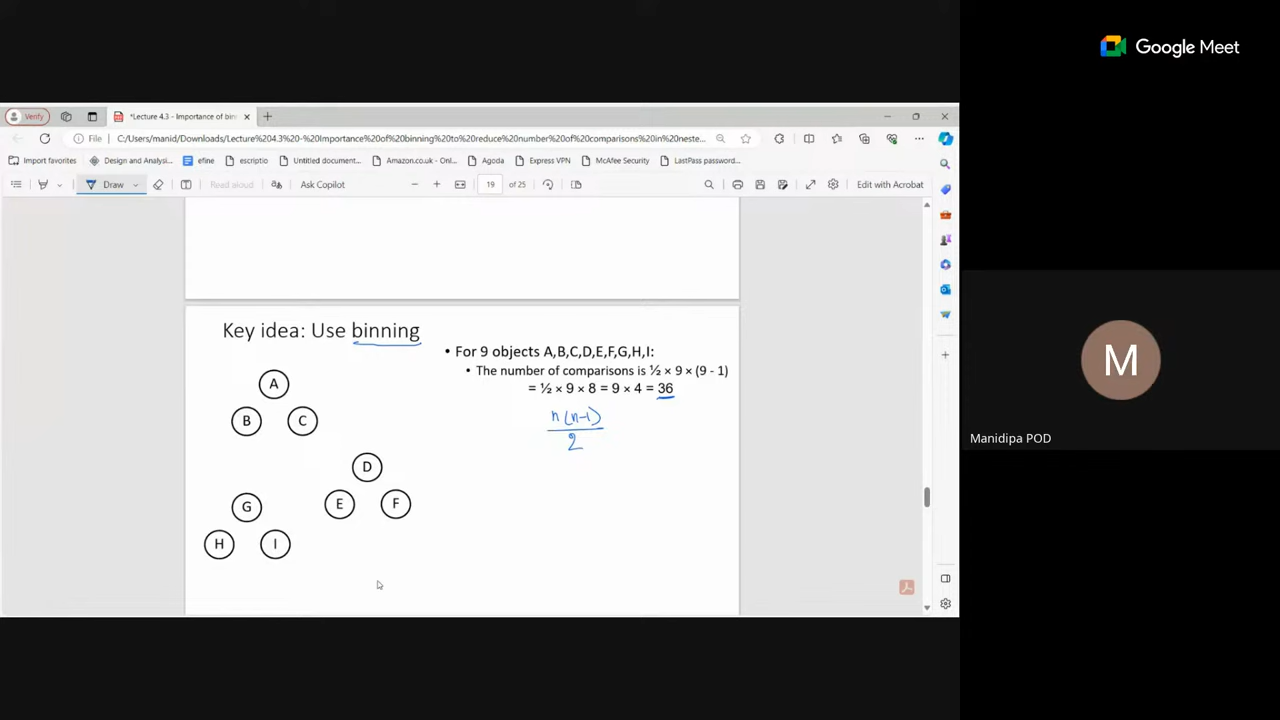 Google Meet
Verify
*Lecture 4.3 - Importance of binn
File
C:/Users/manid/Downloads/Lecture%204.3%20-%20Importance%20of%20binning%20to%20reduce%20number%20of%20comparisons%20in%20neste...
Import favorites
Design and Analysi...
efine
escriptio
Untitled document...
Amazon.co.uk - Onl...
Agoda
Express VPN
McAfee Security
LastPass password...
Draw
Read aloud
Ask Copilot
19 of 25
Edit with Acrobat
Key idea: Use binning
• For 9 objects A,B,C,D,E,F,G,H,I:
• The number of comparisons is ½ × 9 × (9 - 1)
= ½ × 9 × 8 = 9 × 4 = 36
n(n-1)
2
A
B C
D
E F
G
H I
M
Manidipa POD